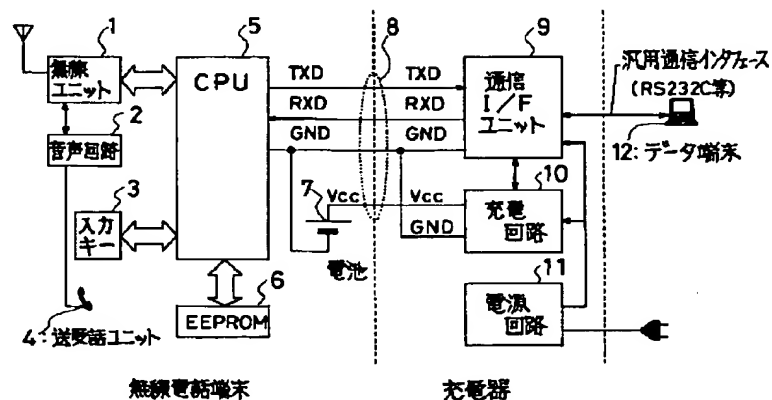 1
無線
ユニット
2
音声回路
3
入力
キー
4:送受話ユニット
5
CPU
6
EEPROM
TXD
RXD
GND
7
Vcc
電池
8
TXD
RXD
GND
Vcc
GND
9
通信
I/F
ユニット
10
充電
回路
11
電源
回路
汎用通信インタフェース
(RS232C等)
12:データ端末
無線電話端末
充電器